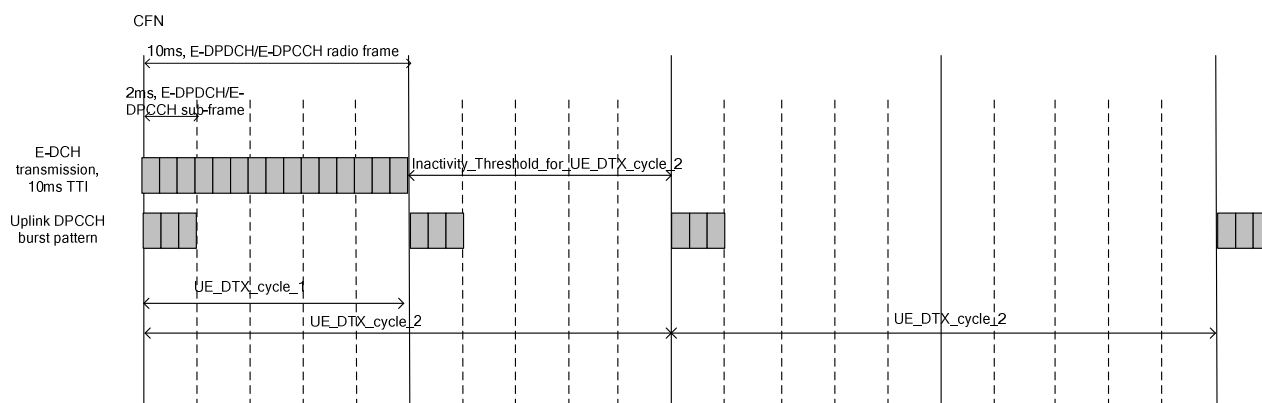 CFN
10ms, E-DPDCH/E-DPCCH radio frame
2ms, E-DPDCH/E-
DPCCH sub-frame
E-DCH
transmission,
10ms TTI
Inactivity_Threshold_for_UE_DTX_cycle_2
Uplink DPCCH
burst pattern
UE_DTX_cycle_1
UE_DTX_cycle_2
UE_DTX_cycle_2